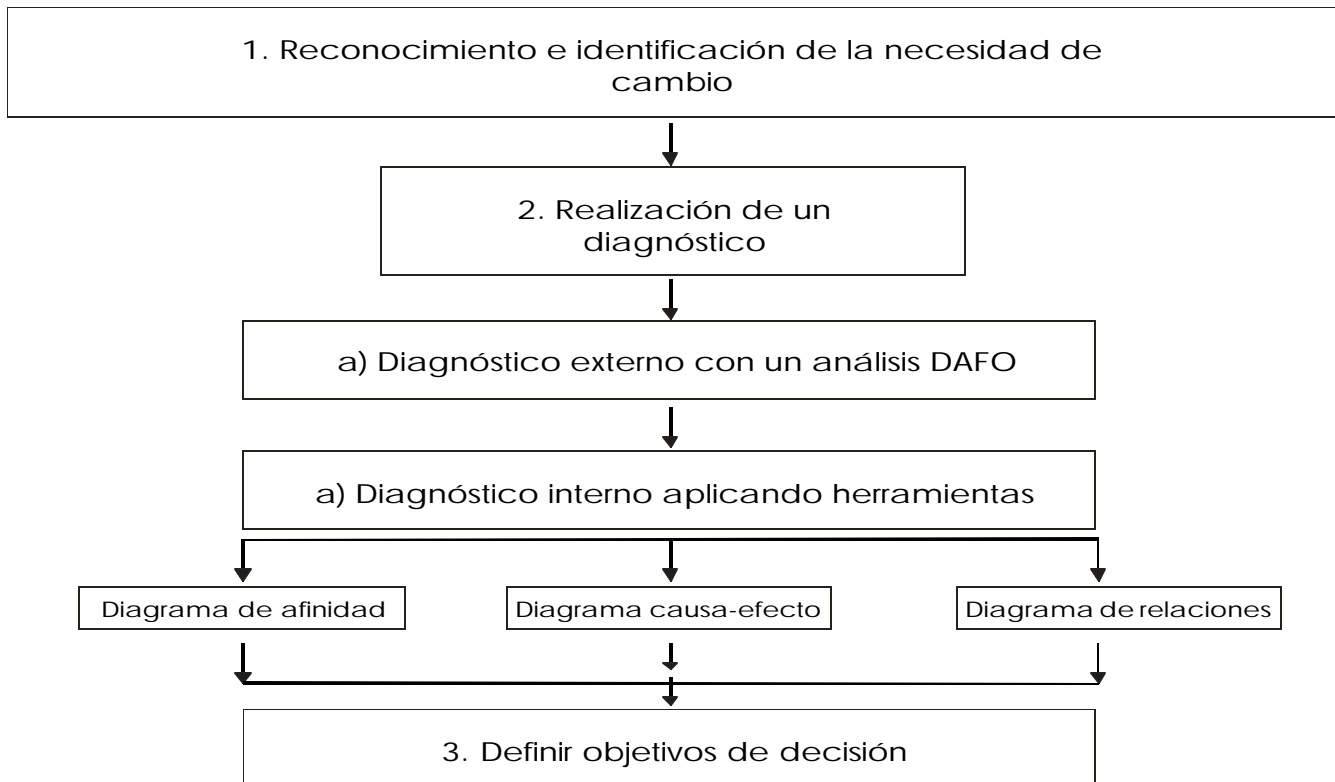 1. Reconocimiento e identificación de la necesidad de
cambio
2. Realización de un
diagnóstico
a) Diagnóstico externo con un análisis DAFO
a) Diagnóstico interno aplicando herramientas
Diagrama de afinidad
Diagrama causa-efecto
Diagrama de relaciones
3. Definir objetivos de decisión